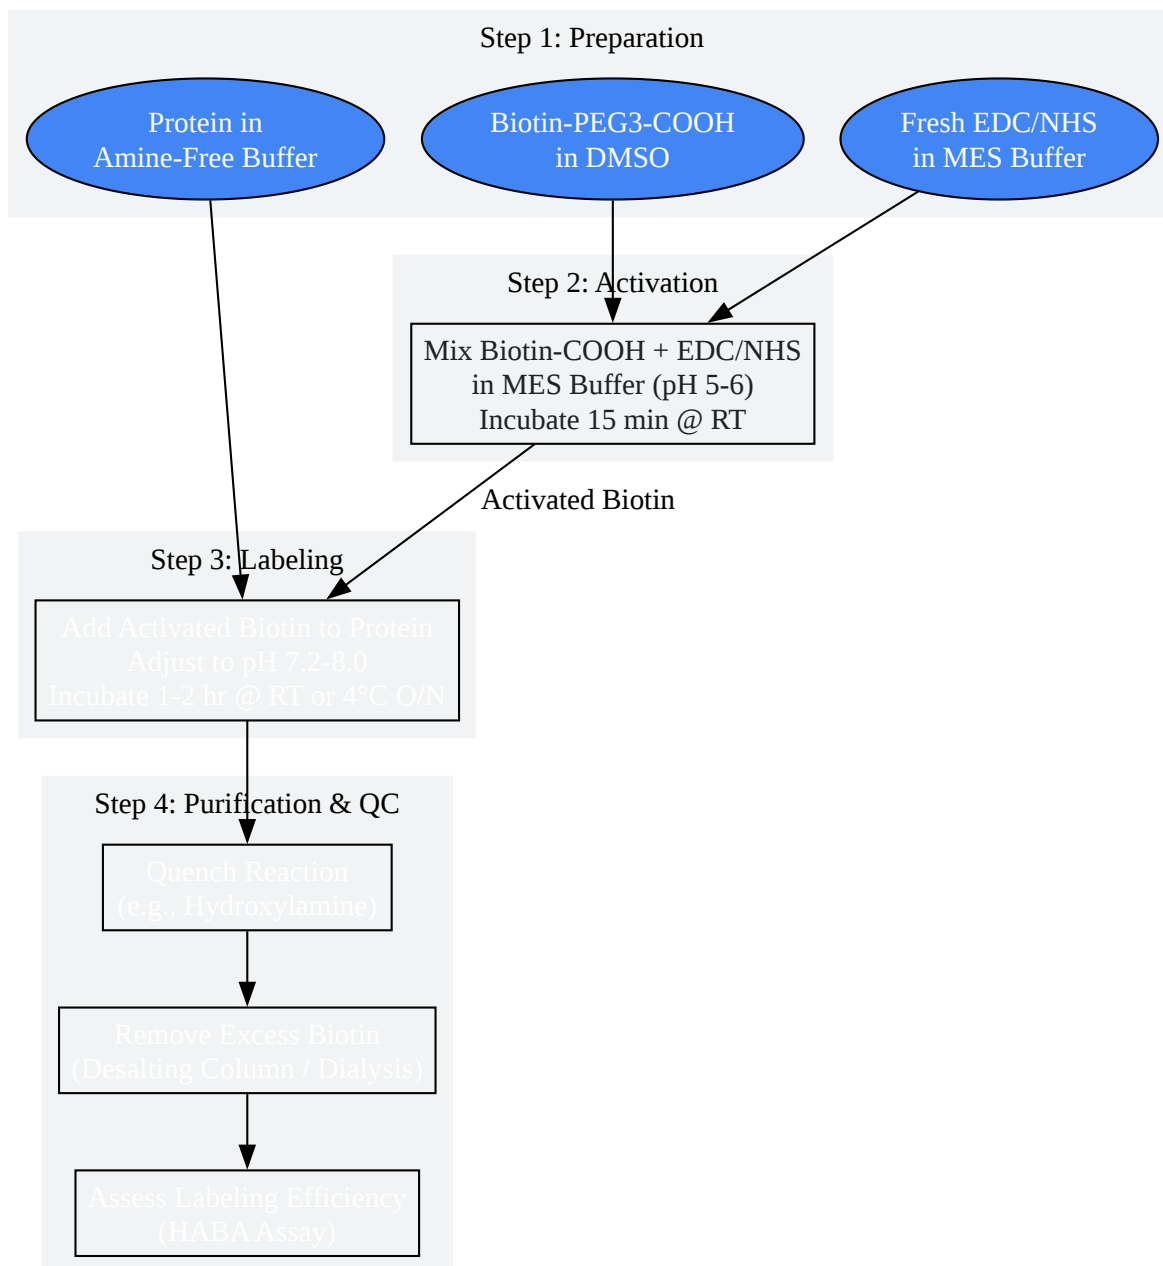 Step 1: Preparation
Protein in
Amine-Free Buffer
Biotin-PEG3-COOH
in DMSO
Fresh EDC/NHS
in MES Buffer
Step 2: Activation
Mix Biotin-COOH + EDC/NHS
in MES Buffer (pH 5-6)
Incubate 15 min @ RT
Activated Biotin
Step 3: Labeling
Add Activated Biotin to Protein
Adjust to pH 7.2-8.0
Incubate 1-2 hr @ RT or 4°C O/N
Step 4: Purification & QC
Quench Reaction
(e.g., Hydroxylamine)
Remove Excess Biotin
(Desalting Column / Dialysis)
Assess Labeling Efficiency
(HABA Assay)